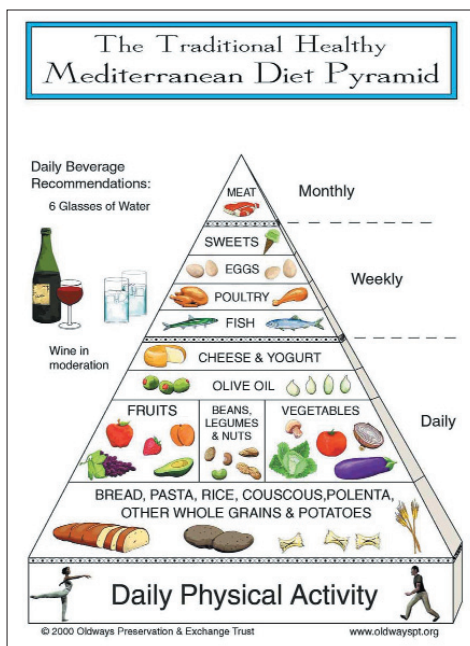 The Traditional Healthy
Mediterranean Diet Pyramid
Daily Beverage
Recommendations:
6 Glasses of Water
Wine in
moderation
MEAT
Monthly
SWEETS
EGGS
POULTRY
FISH
Weekly
CHEESE & YOGURT
OLIVE OIL
FRUITS
BEANS,
LEGUMES
& NUTS
VEGETABLES
Daily
BREAD, PASTA, RICE, COUSCOUS,POLENTA,
OTHER WHOLE GRAINS & POTATOES
Daily Physical Activity
© 2000 Oldways Preservation & Exchange Trust
www.oldwayspt.org